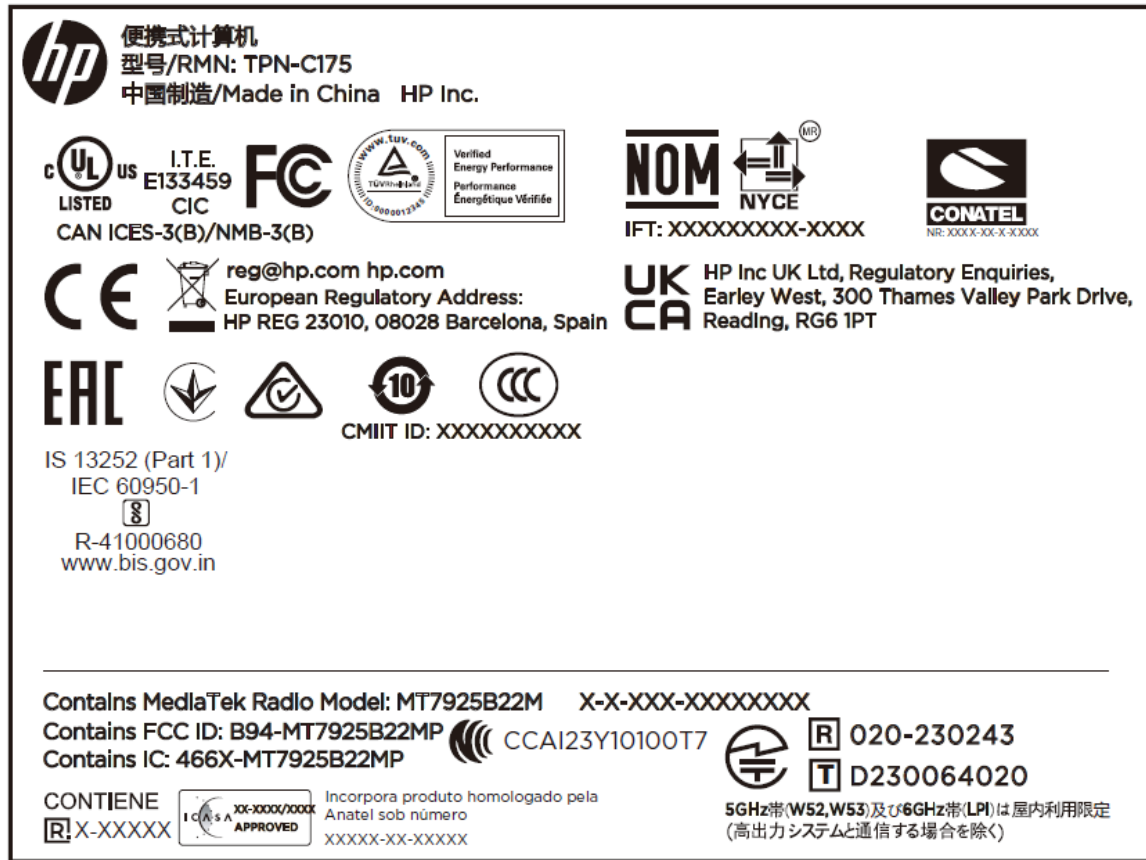 hp
便携式计算机
型号/RMN: TPN-C175
中国制造/Made in China HP Inc.
C UL US
LISTED
I.T.E.
E133459
CIC
FC
www.tuv.com
TÜVRheinland
ID:0000012345
Verified
Energy Performance
Performance
Énergétique Vérifiée
NOM
MR
NYCE
CONATEL
NR: XXXX-XX-X-XXXX
CAN ICES-3(B)/NMB-3(B)
IFT: XXXXXXXXX-XXXX
CE
reg@hp.com hp.com
European Regulatory Address:
HP REG 23010, 08028 Barcelona, Spain
UK
CA
HP Inc UK Ltd, Regulatory Enquiries,
Earley West, 300 Thames Valley Park Drive,
Reading, RG6 1PT
EAC
10
CCC
CMIIT ID: XXXXXXXXXX
IS 13252 (Part 1)/
IEC 60950-1
R-41000680
www.bis.gov.in
Contains MediaTek Radio Model: MT7925B22M X-X-XXX-XXXXXXXX
Contains FCC ID: B94-MT7925B22MP
Contains IC: 466X-MT7925B22MP
CCAI23Y10100T7
R 020-230243
T D230064020
5GHz帯(W52,W53)及び6GHz帯(LPI)は屋内利用限定
(高出力システムと通信する場合を除く)
CONTIENE
R! X-XXXXX
ICASA XX-XXXX/XXXX
APPROVED
Incorpora produto homologado pela
Anatel sob número
XXXXX-XX-XXXXX